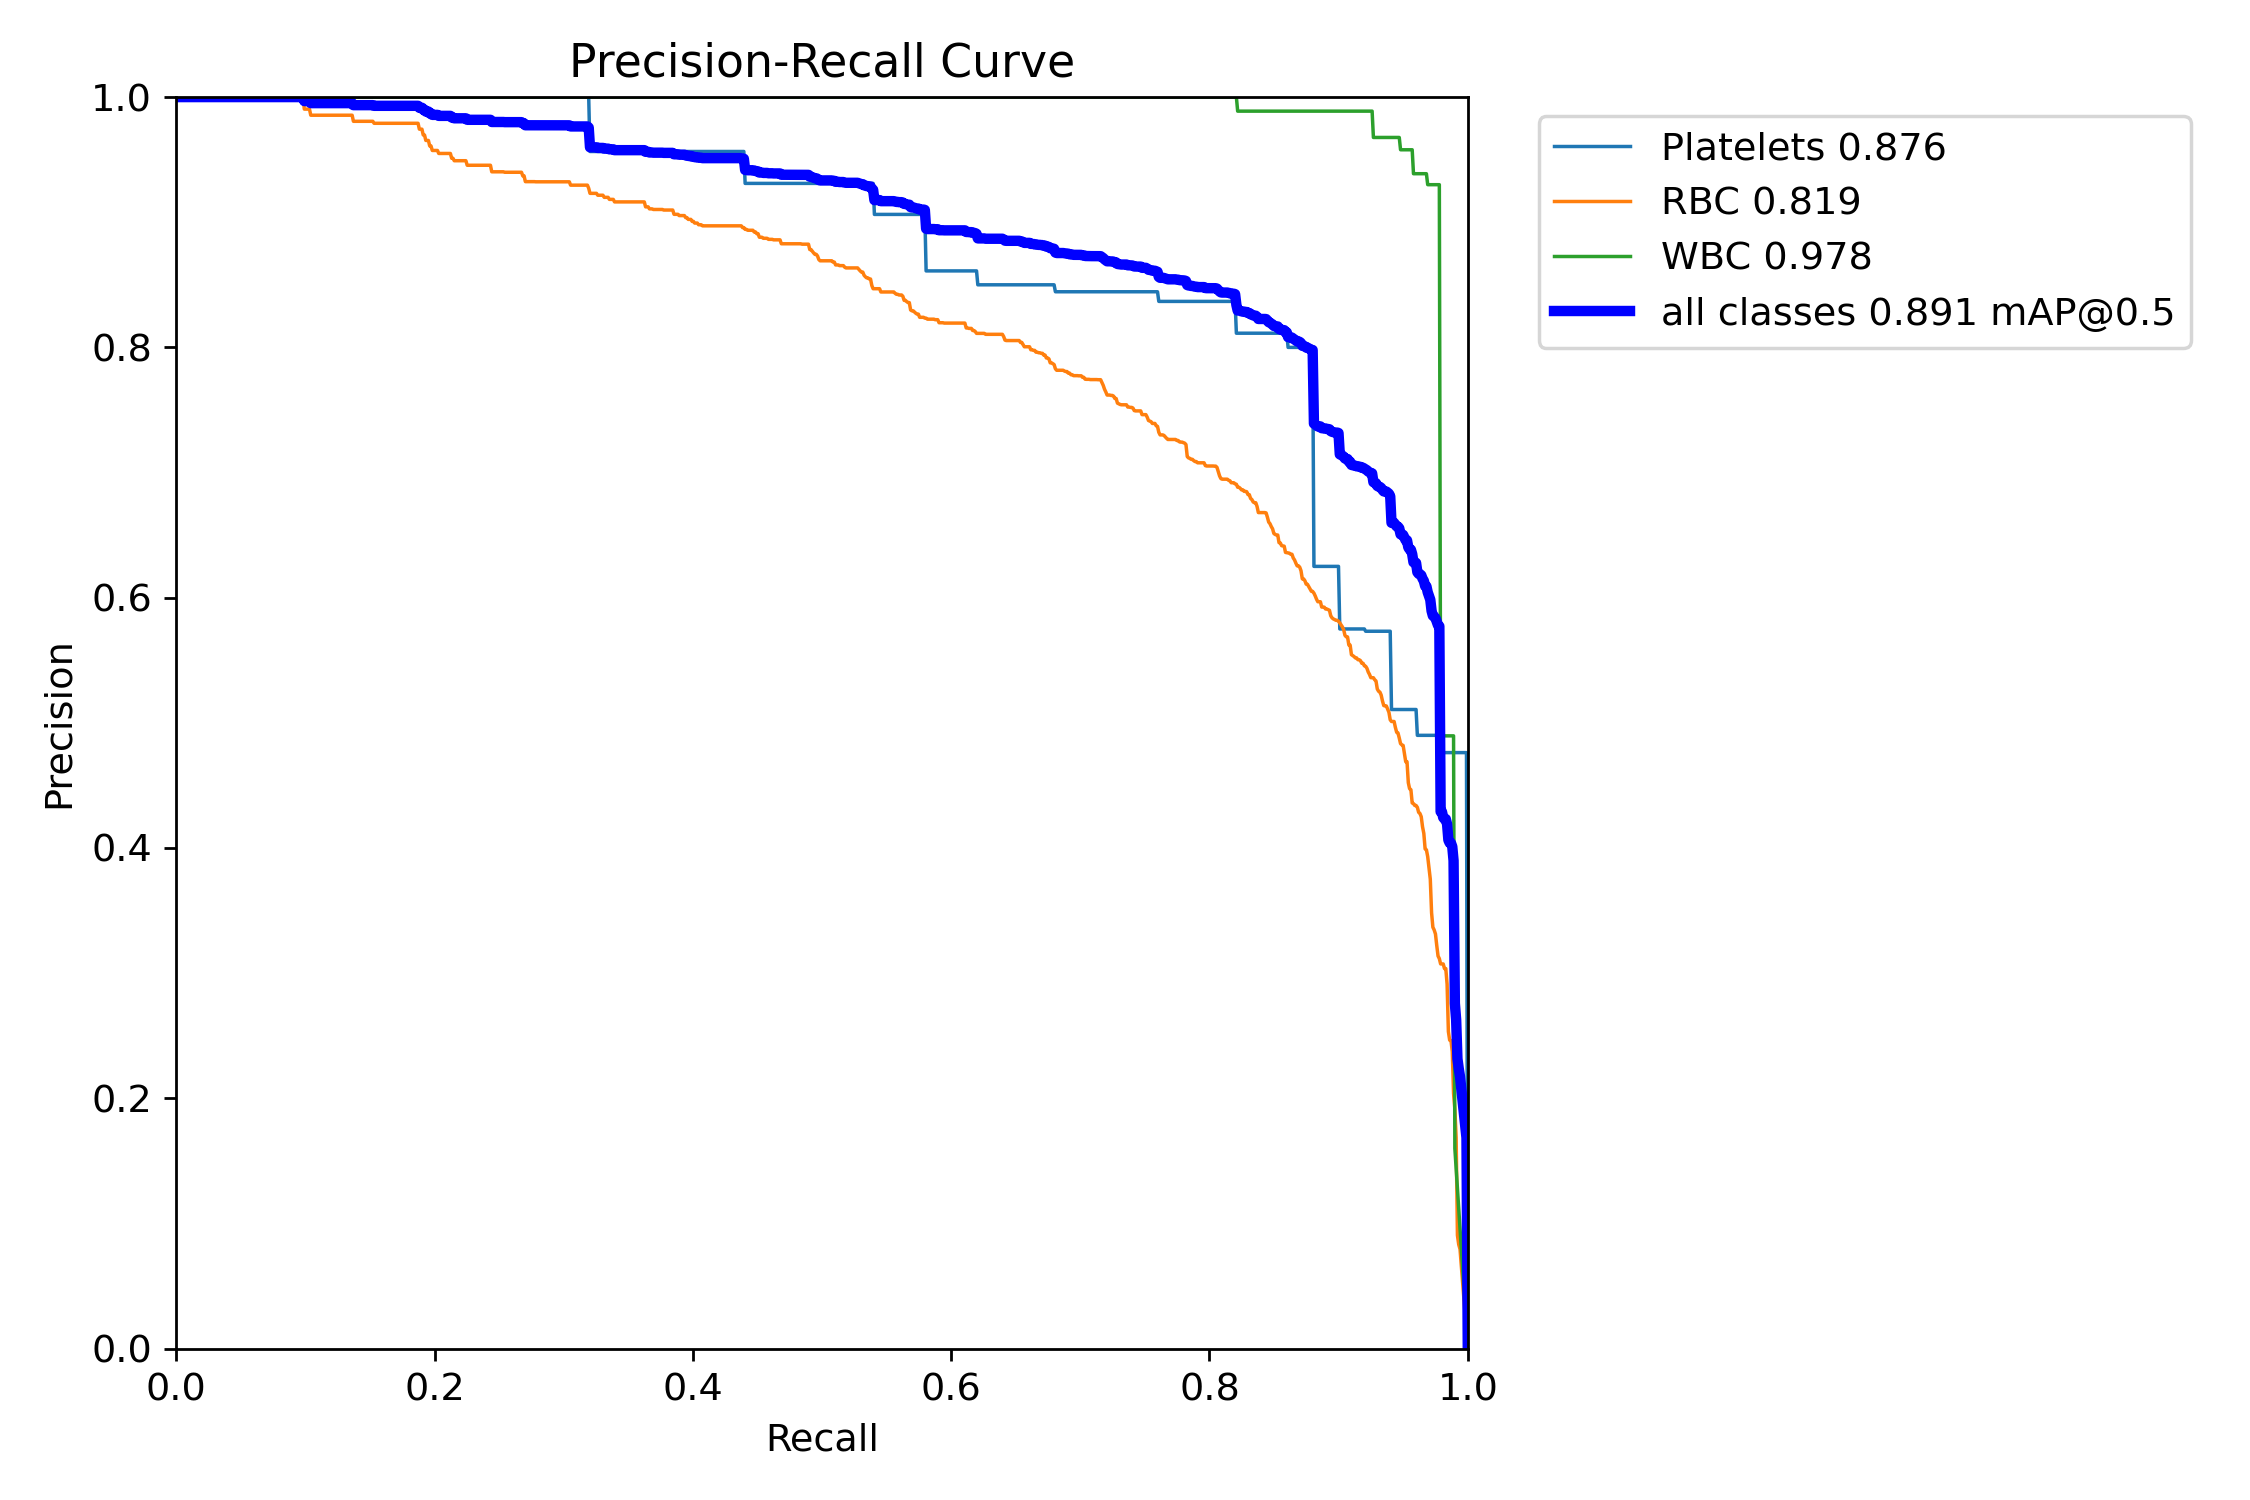 Precision-Recall Curve
1.0
0.8
0.6
0.4
0.2
0.0
Precision
0.0 0.2 0.4 0.6 0.8 1.0
Recall
Platelets 0.876
RBC 0.819
WBC 0.978
all classes 0.891 mAP@0.5